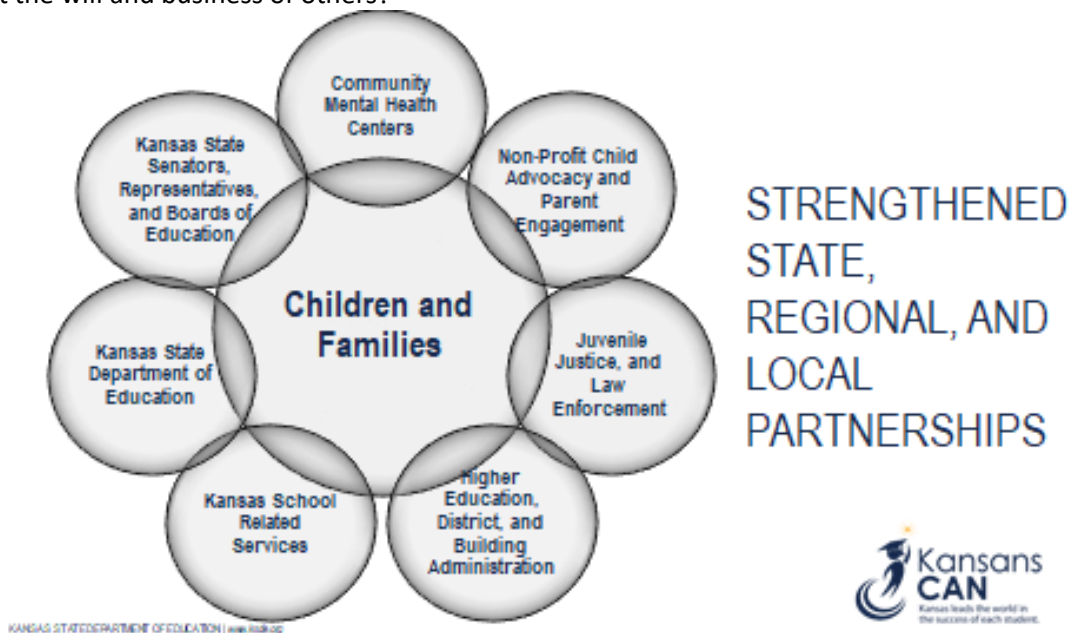 the will and business of others?
Community
Mental Health
Centers
Kansas State
Senators,
Representatives,
and Boards of
Education
Non-Profit Child
Advocacy and
Parent
Engagement
Children and
Families
Kansas State
Department of
Education
Juvenile
Justice, and
Law
Enforcement
Kansas School
Related
Services
Higher
Education,
District, and
Building
Administration
STRENGTHENED
STATE,
REGIONAL, AND
LOCAL
PARTNERSHIPS
Kansans
CAN
Kansas leads the world in
the success of each student.
KANSAS STATE DEPARTMENT OF EDUCATION | www.ksde.org